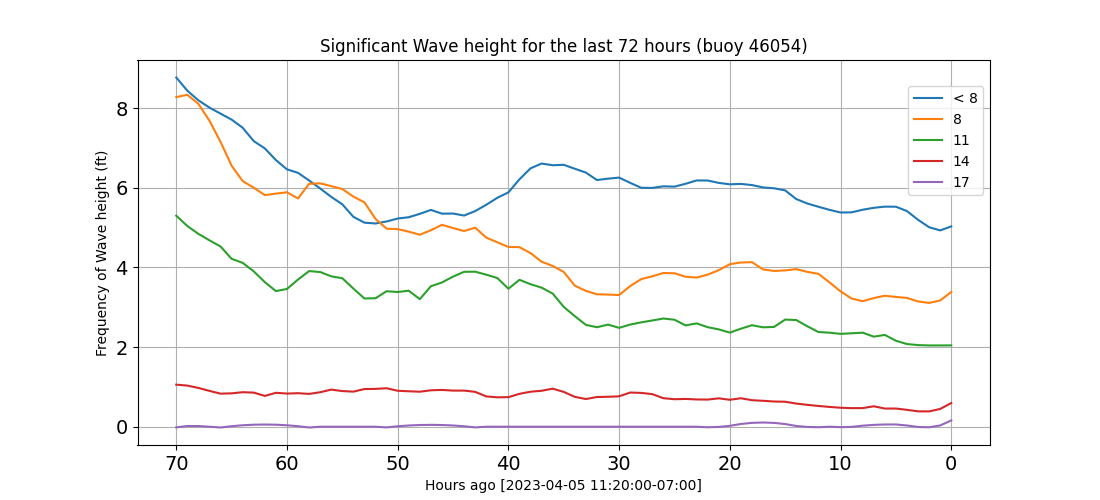 Significant Wave height for the last 72 hours (buoy 46054)
Frequency of Wave height (ft)
8
6
4
2
0
< 8
8
11
14
17
70 60 50 40 30 20 10 0
Hours ago [2023-04-05 11:20:00-07:00]